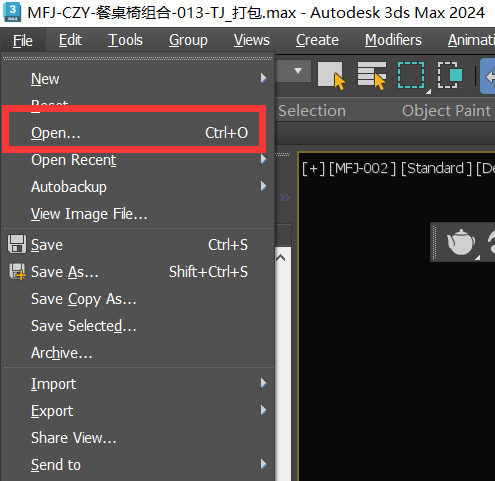 MFJ-CZY-餐桌椅组合-013-TJ_打包.max - Autodesk 3ds Max 2024
File Edit Tools Group Views Create Modifiers Animati
New
Reset
Selection Object Paint
Open... Ctrl+O
Open Recent
[+] [MFJ-002] [Standard] [De
Autobackup
View Image File...
Save Ctrl+S
Save As... Shift+Ctrl+S
Save Copy As...
Save Selected...
Archive...
Import
Export
Share View...
Send to